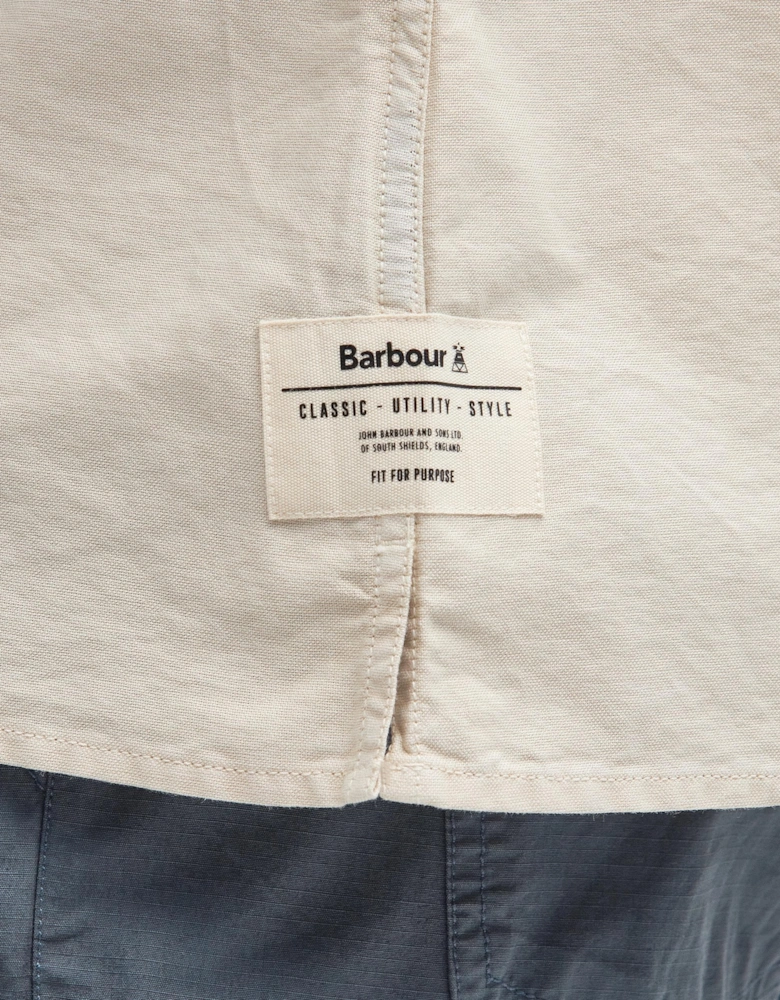 Barbour
CLASSIC - UTILITY - STYLE
JOHN BARBOUR AND SONS LTD.
OF SOUTH SHIELDS, ENGLAND.
FIT FOR PURPOSE